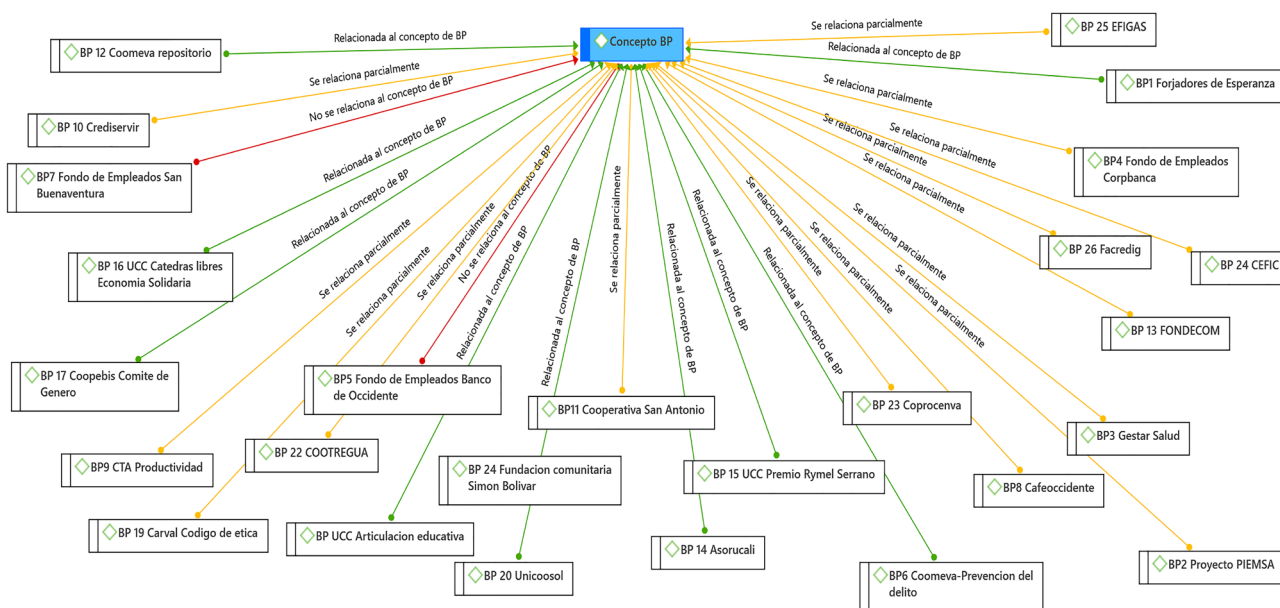 Concepto BP
Se relaciona parcialmente
BP 25 EFIGAS
Relacionada al concepto de BP
BP 12 Coomeva repositorio
Relacionada al concepto de BP
BP1 Forjadores de Esperanza
Se relaciona parcialmente
BP 10 Crediservir
No se relaciona al concepto de BP
BP7 Fondo de Empleados San
Buenaventura
Se relaciona parcialmente
BP4 Fondo de Empleados
Corpbanca
Relacionada al concepto de BP
BP 16 UCC Catedras libres
Economia Solidaria
Se relaciona parcialmente
BP 24 CEFIC
Se relaciona parcialmente
BP 26 Facredig
Se relaciona parcialmente
BP 13 FONDECOM
Relacionada al concepto de BP
BP 17 Coopebis Comite de
Genero
Se relaciona parcialmente
BP9 CTA Productividad
Se relaciona parcialmente
BP 19 Carval Codigo de etica
Se relaciona parcialmente
BP 22 COOTREGUA
No se relaciona al concepto de BP
BP5 Fondo de Empleados Banco
de Occidente
Relacionada al concepto de BP
BP UCC Articulacion educativa
Relacionada al concepto de BP
BP 20 Unicoosol
BP 24 Fundacion comunitaria
Simon Bolivar
Se relaciona parcialmente
BP11 Cooperativa San Antonio
Relacionada al concepto de BP
BP 14 Asorucali
Relacionada al concepto de BP
BP 15 UCC Premio Rymel Serrano
Relacionada al concepto de BP
BP6 Coomeva-Prevencion del
delito
Se relaciona parcialmente
BP 23 Coprocenva
Se relaciona parcialmente
BP8 Cafeoccidente
Se relaciona parcialmente
BP3 Gestar Salud
Se relaciona parcialmente
BP2 Proyecto PIEMSA